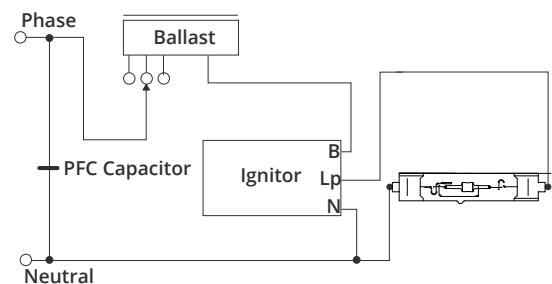 Phase
Ballast
B
PFC Capacitor
Ignitor
Lp
N
Neutral